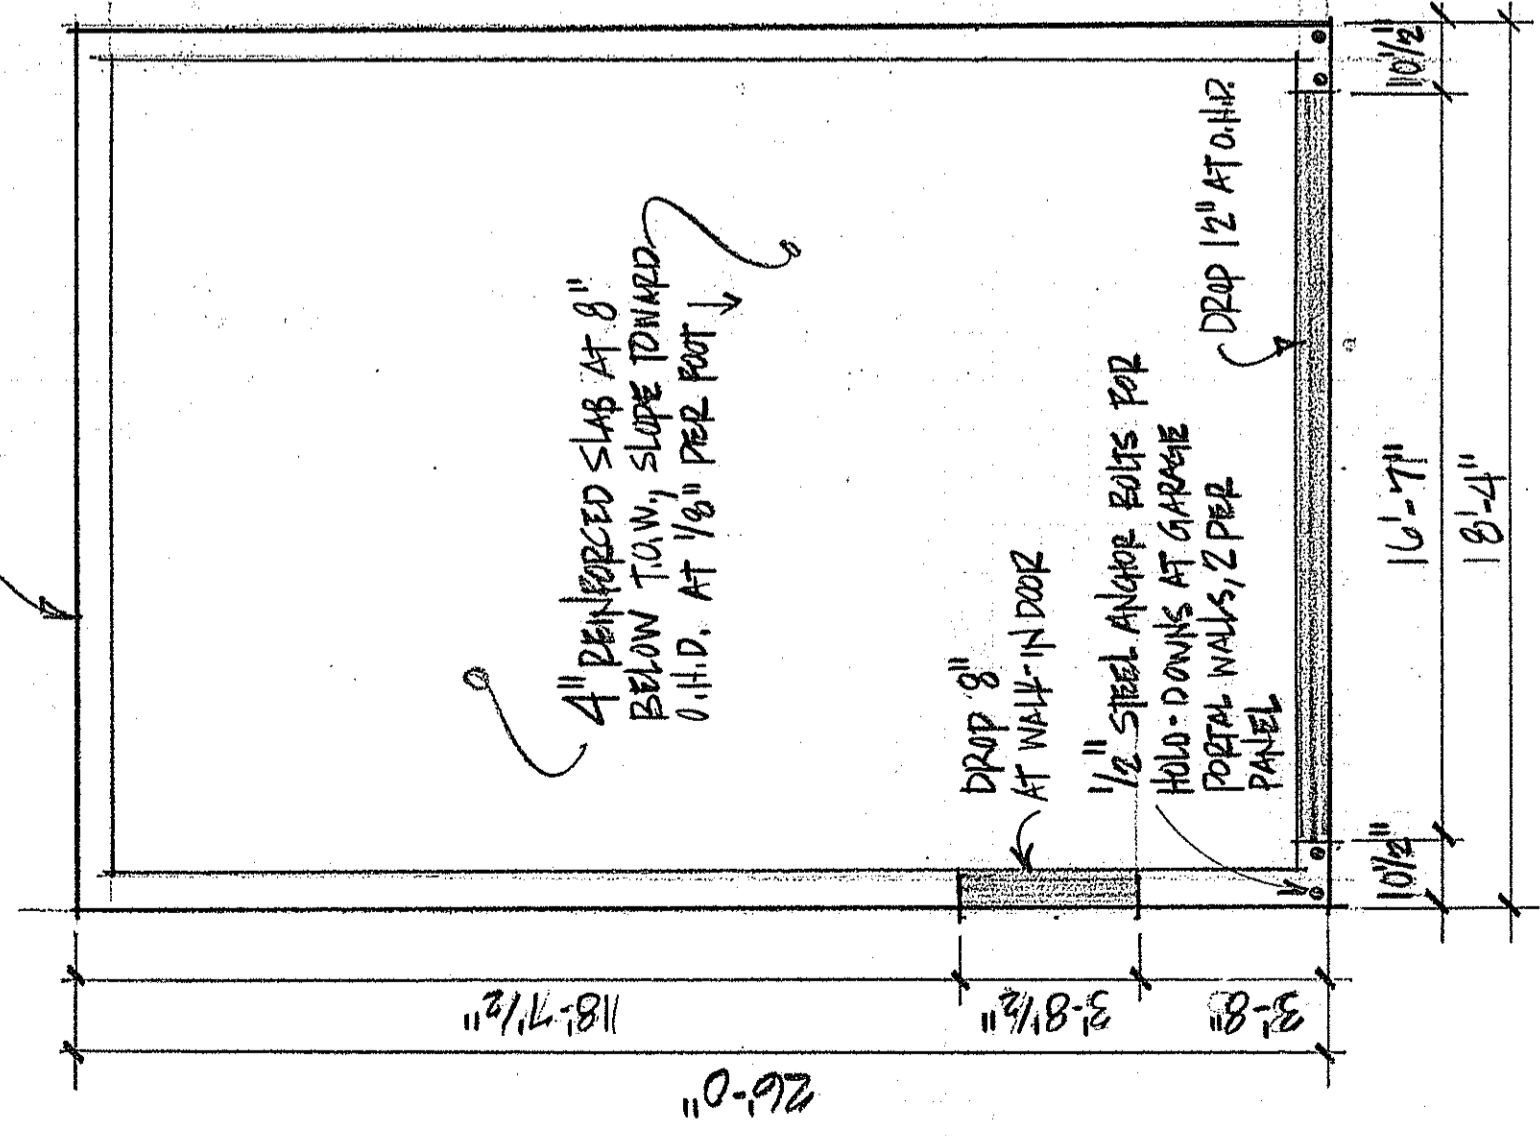 4" REINFORCED SLAB AT 8"
BELOW T.O.W., SLOPE TOWARD
O.H.D. AT 1/8" PER FOOT
DROP 8"
AT WALK-IN DOOR
1/2" STEEL ANCHOR BOLTS FOR
HOLD-DOWNS AT GARAGE
PORTAL WALLS, 2 PER
PANEL
DROP 12" AT O.H.D.
10 1/2"
16'-7"
10 1/2"
18'-4"
18'-7 1/2"
3'-8 1/2"
3'-8"
26'-0"